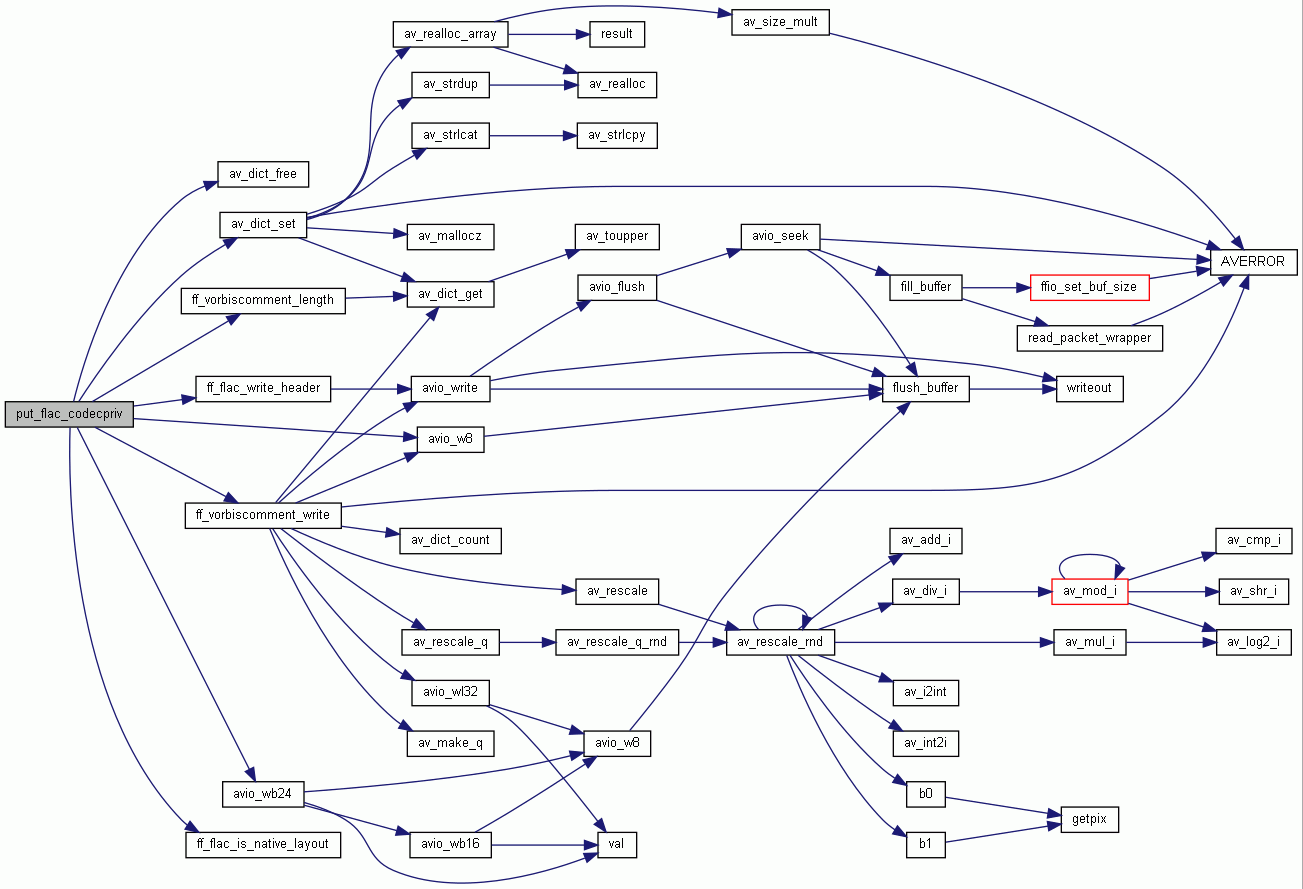 put_flac_codecpriv
av_dict_free
av_dict_set
ff_vorbiscomment_length
ff_flac_write_header
ff_vorbiscomment_write
avio_wb24
ff_flac_is_native_layout
av_realloc_array
av_strdup
av_strlcat
av_mallocz
av_dict_get
avio_write
avio_w8
av_dict_count
av_rescale_q
avio_wl32
av_make_q
avio_wb16
result
av_realloc
av_strlcpy
av_toupper
avio_flush
av_rescale
av_rescale_q_rnd
avio_w8
val
av_size_mult
avio_seek
av_rescale_rnd
fill_buffer
flush_buffer
av_add_i
av_div_i
av_i2int
av_int2i
b0
b1
ffio_set_buf_size
read_packet_wrapper
writeout
av_mod_i
av_mul_i
getpix
AVERROR
av_cmp_i
av_shr_i
av_log2_i